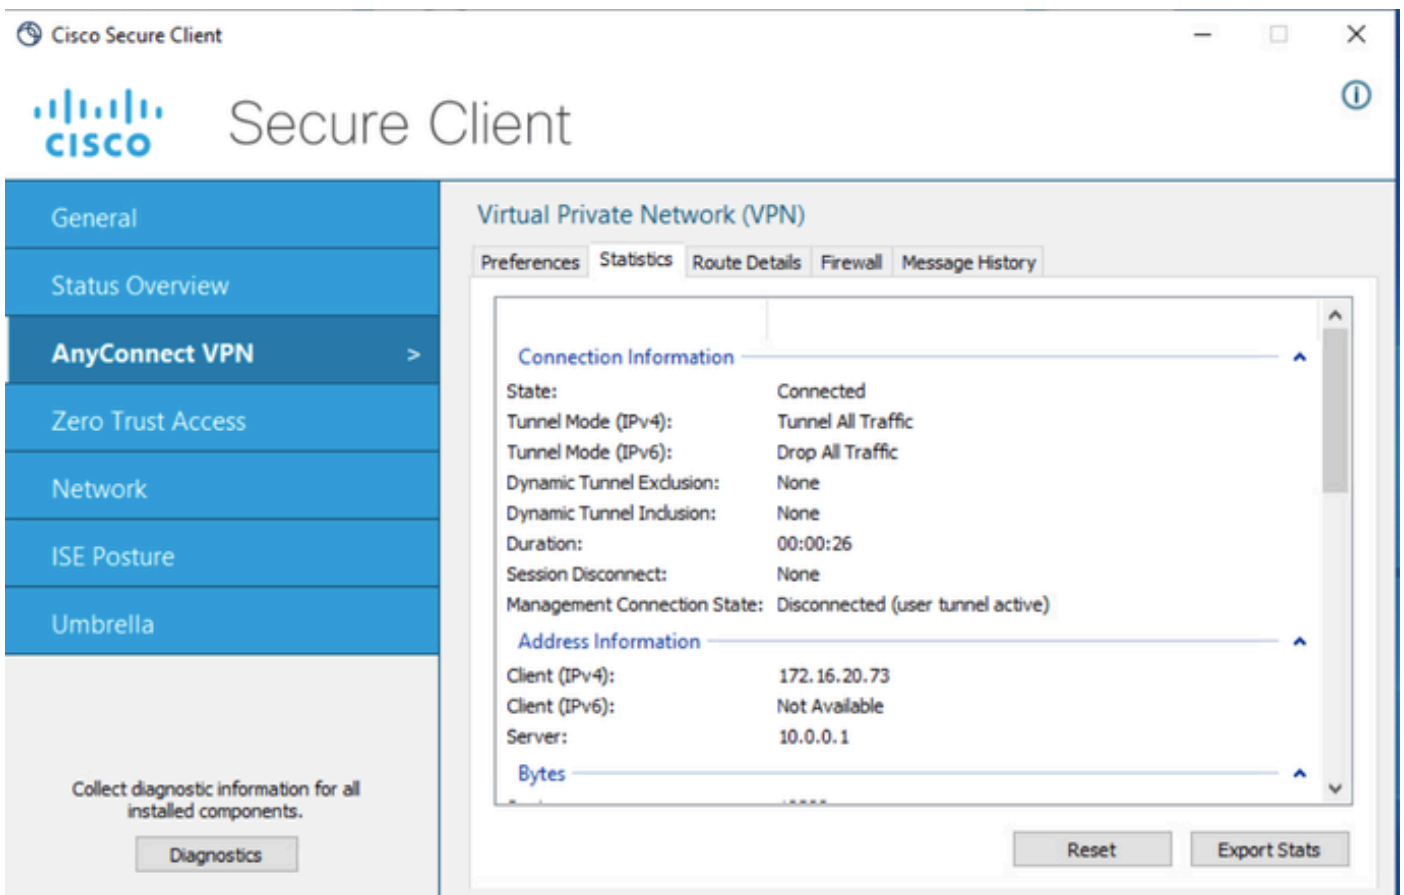 Cisco Secure Client
CISCO
Secure Client
General
Status Overview
AnyConnect VPN >
Zero Trust Access
Network
ISE Posture
Umbrella
Collect diagnostic information for all
installed components.
Diagnostics
Virtual Private Network (VPN)
Preferences Statistics Route Details Firewall Message History
Connection Information
State: Connected
Tunnel Mode (IPv4): Tunnel All Traffic
Tunnel Mode (IPv6): Drop All Traffic
Dynamic Tunnel Exclusion: None
Dynamic Tunnel Inclusion: None
Duration: 00:00:26
Session Disconnect: None
Management Connection State: Disconnected (user tunnel active)
Address Information
Client (IPv4): 172.16.20.73
Client (IPv6): Not Available
Server: 10.0.0.1
Bytes
Reset Export Stats